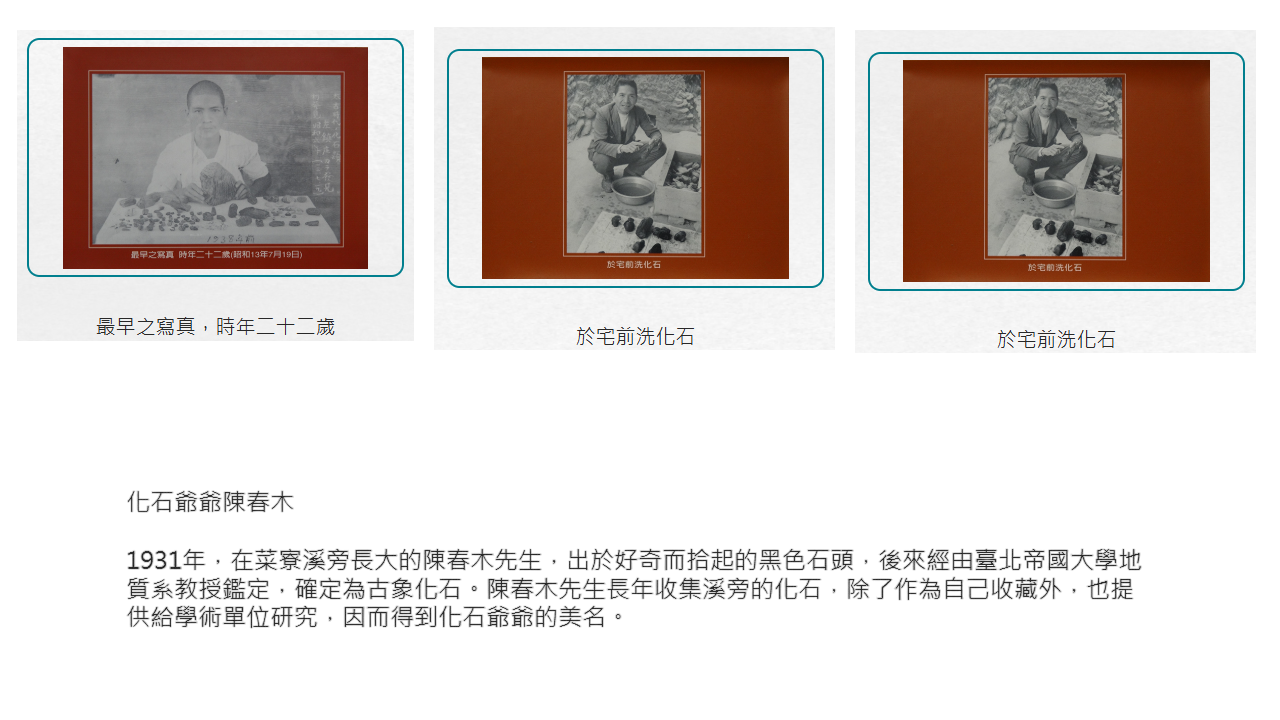 最早之寫真 時年二十二歲(昭和13年7月19日)
最早之寫真，時年二十二歲
於宅前洗化石
於宅前洗化石
於宅前洗化石
於宅前洗化石
化石爺爺陳春木
1931年，在菜寮溪旁長大的陳春木先生，出於好奇而拾起的黑色石頭，後來經由臺北帝國大學地
質系教授鑑定，確定為古象化石。陳春木先生長年收集溪旁的化石，除了作為自己收藏外，也提
供給學術單位研究，因而得到化石爺爺的美名。